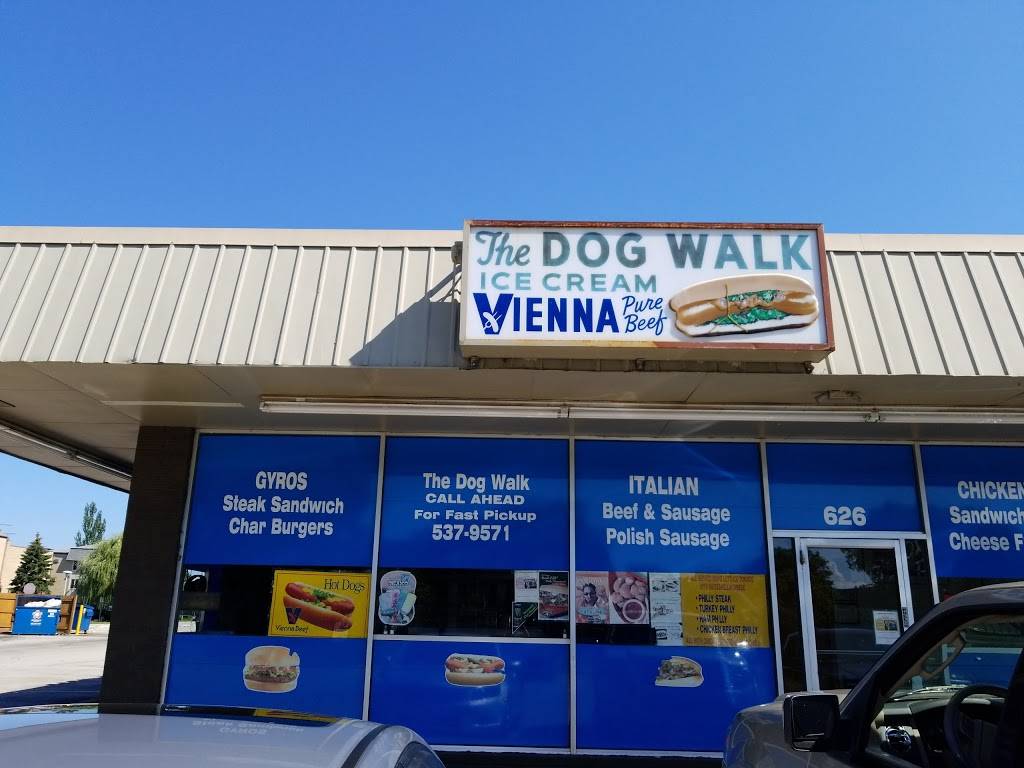 The DOG WALK
ICE CREAM
VIENNA Pure Beef
GYROS
Steak Sandwich
Char Burgers
The Dog Walk
CALL AHEAD
For Fast Pickup
537-9571
ITALIAN
Beef & Sausage
Polish Sausage
626
CHICKEN
Sandwich
Cheese F
Hot Dogs
V
Vienna Beef
• PHILLY STEAK
• TURKEY PHILLY
• HAM PHILLY
• CHICKEN BREAST PHILLY